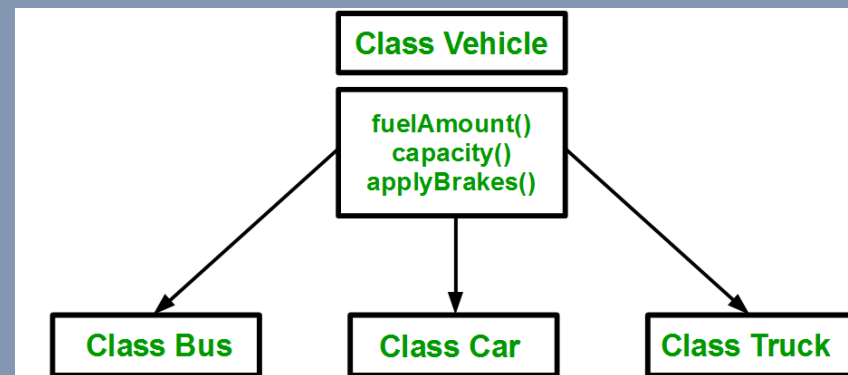 Class Vehicle
fuelAmount()
capacity()
applyBrakes()
Class Bus
Class Car
Class Truck